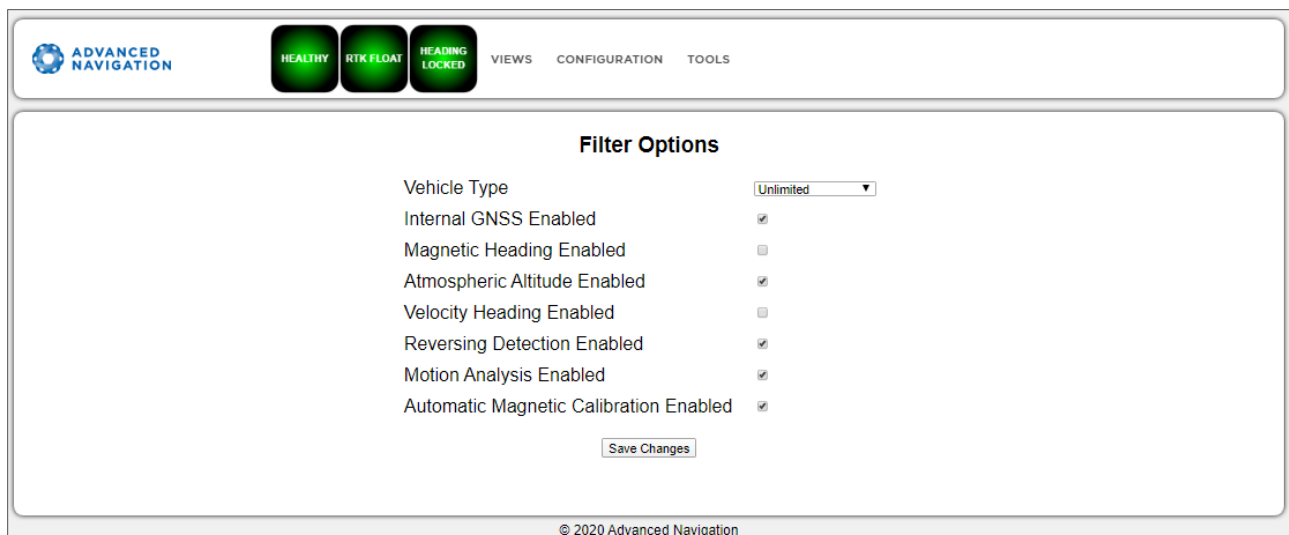 ADVANCED
NAVIGATION
HEALTHY
RTK FLOAT
HEADING
LOCKED
VIEWS
CONFIGURATION
TOOLS
Filter Options
Vehicle Type Unlimited
Internal GNSS Enabled
Magnetic Heading Enabled
Atmospheric Altitude Enabled
Velocity Heading Enabled
Reversing Detection Enabled
Motion Analysis Enabled
Automatic Magnetic Calibration Enabled
Save Changes
© 2020 Advanced Navigation